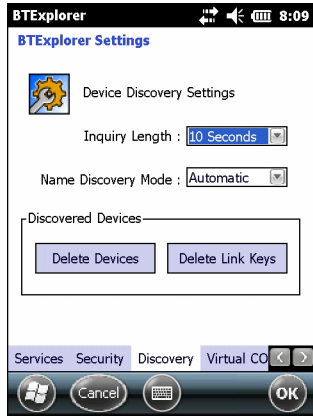 BTExplorer 8:09
BTExplorer Settings
Device Discovery Settings
Inquiry Length : 10 Seconds
Name Discovery Mode : Automatic
Discovered Devices
Delete Devices Delete Link Keys
Services Security Discovery Virtual CO
Cancel OK